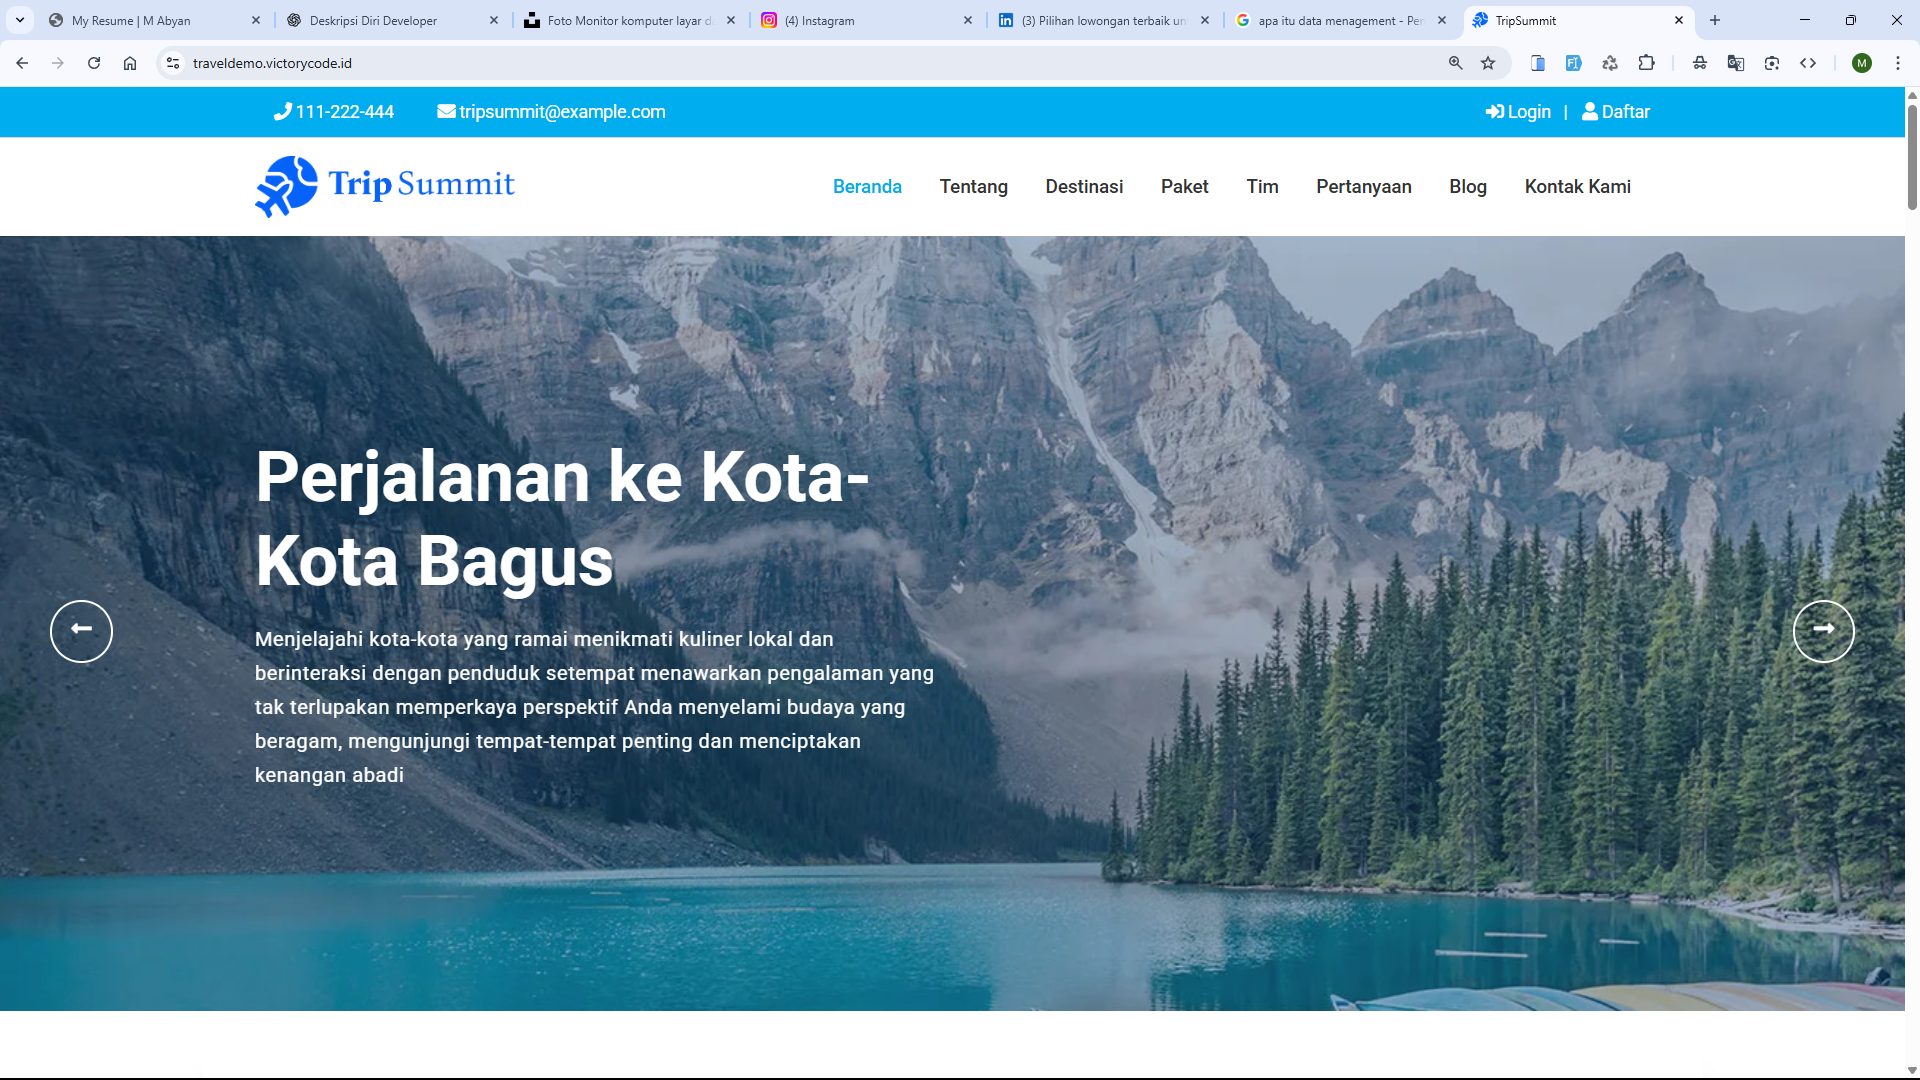 My Resume | M Abyan
Deskripsi Diri Developer
Foto Monitor komputer layar d
(4) Instagram
(3) Pilihan lowongan terbaik un
apa itu data menagement - Pen
TripSummit
traveldemo.victorycode.id
M
111-222-444
tripsummit@example.com
Login | Daftar
Trip Summit
Beranda Tentang Destinasi Paket Tim Pertanyaan Blog Kontak Kami
Perjalanan ke Kota-
Kota Bagus
Menjelajahi kota-kota yang ramai menikmati kuliner lokal dan
berinteraksi dengan penduduk setempat menawarkan pengalaman yang
tak terlupakan memperkaya perspektif Anda menyelami budaya yang
beragam, mengunjungi tempat-tempat penting dan menciptakan
kenangan abadi